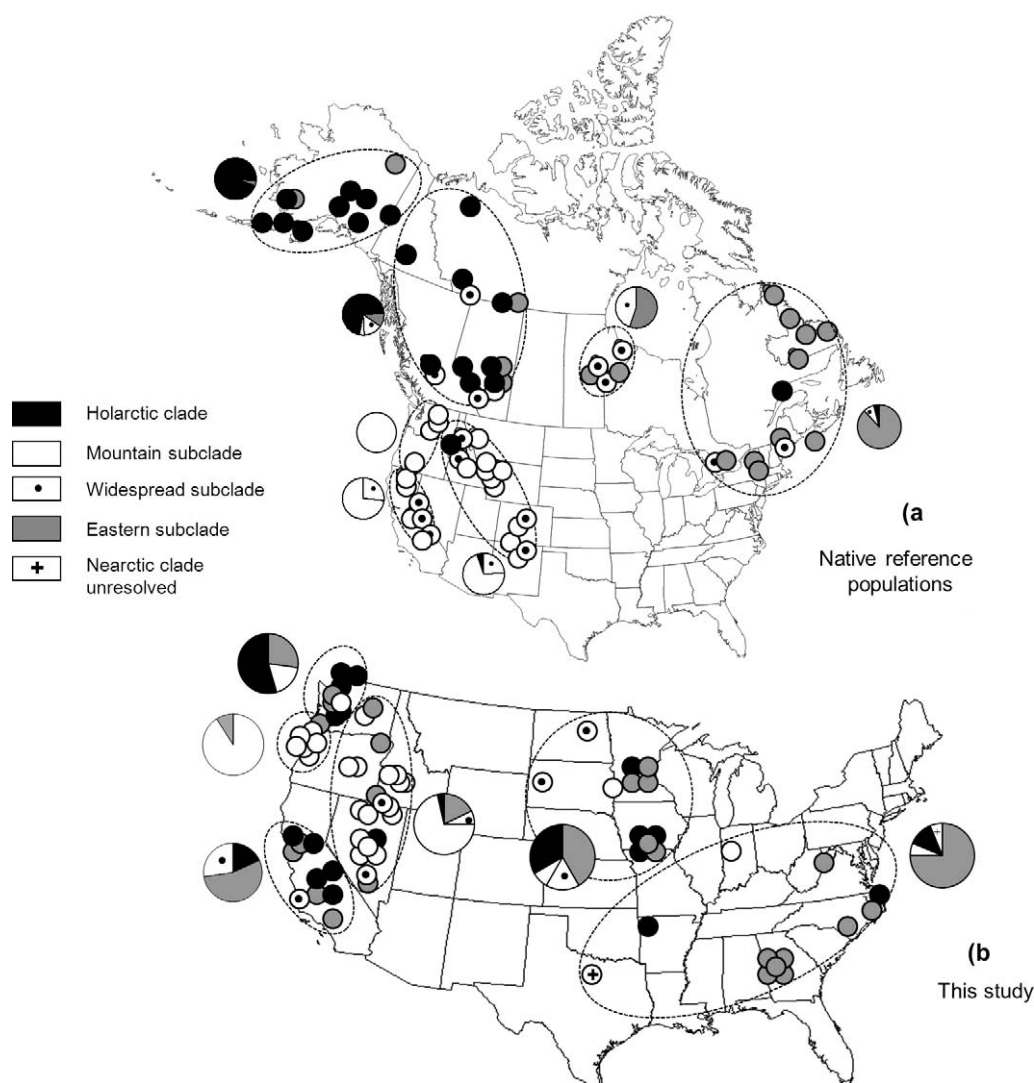 Holarctic clade
Mountain subclade
Widespread subclade
Eastern subclade
Nearctic clade
unresolved
(a
Native reference
populations
(b
This study